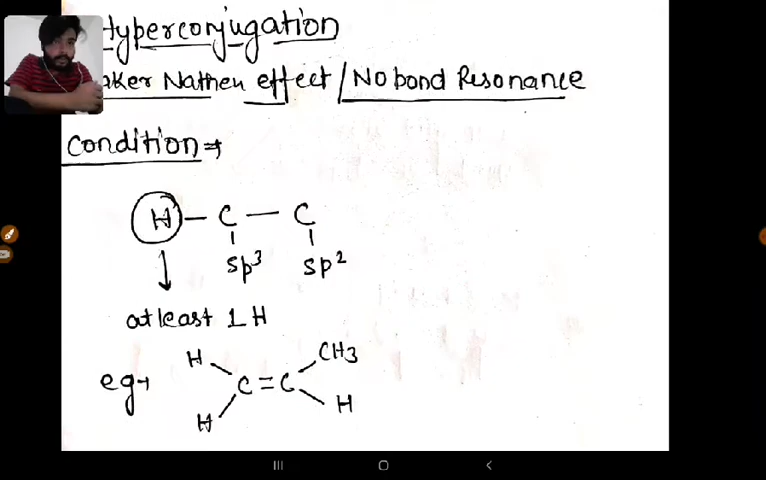 Hyperconjugation
aker Nathen effect / No bond Resonance
Condition ⇒
H - C - C
sp³ sp²
atleast 1 H
eg→
H CH3
C = C
H H